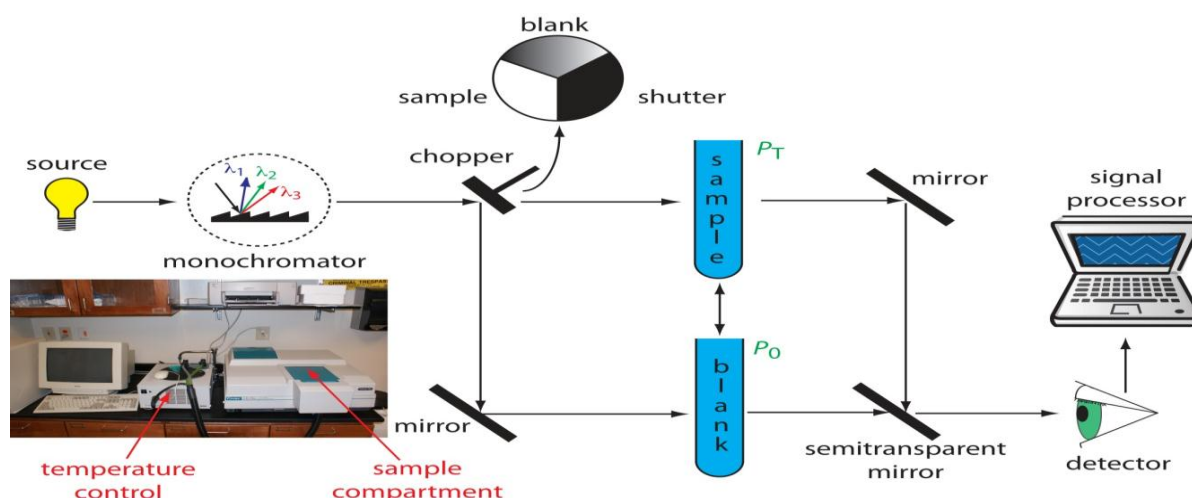 blank
sample
shutter
source
λ1
λ2
λ3
monochromator
chopper
sample
PT
mirror
signal
processor
mirror
blank
P0
semitransparent
mirror
detector
temperature
control
sample
compartment